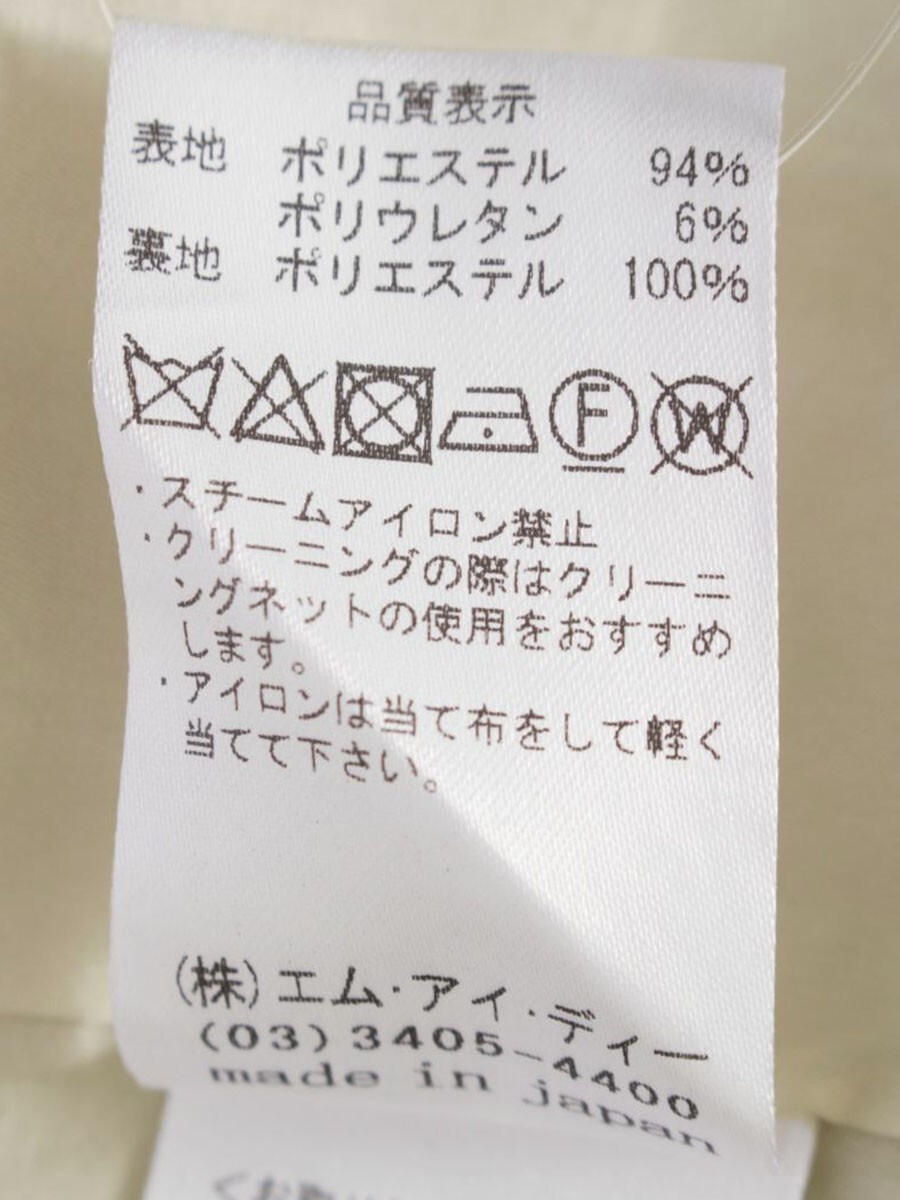 品質表示
表地 ポリエステル 94%
ポリウレタン 6%
裏地 ポリエステル 100%
F
W
・スチームアイロン禁止
・クリーニングの際はクリーニ
ングネットの使用をおすすめ
します。
・アイロンは当て布をして軽く
当てて下さい。
(株)エム・アイ・ディー
(03)3405-4400
made in japan